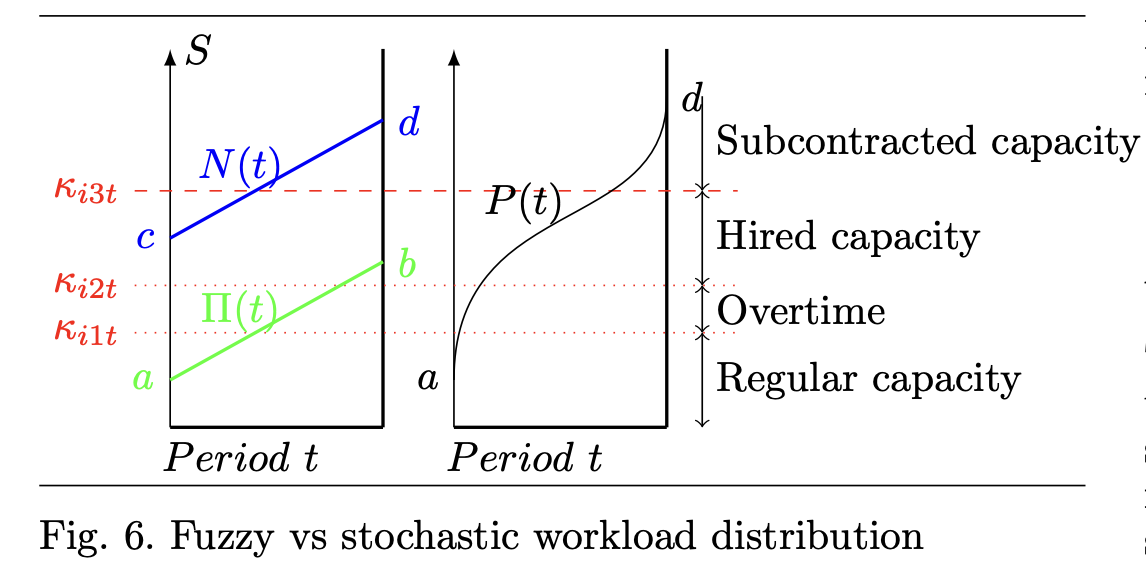 S
d
N(t)
κi3t
c
b
κi2t
Π(t)
κi1t
a
Period t
d
P(t)
a
Period t
Subcontracted capacity
Hired capacity
Overtime
Regular capacity
Fig. 6. Fuzzy vs stochastic workload distribution